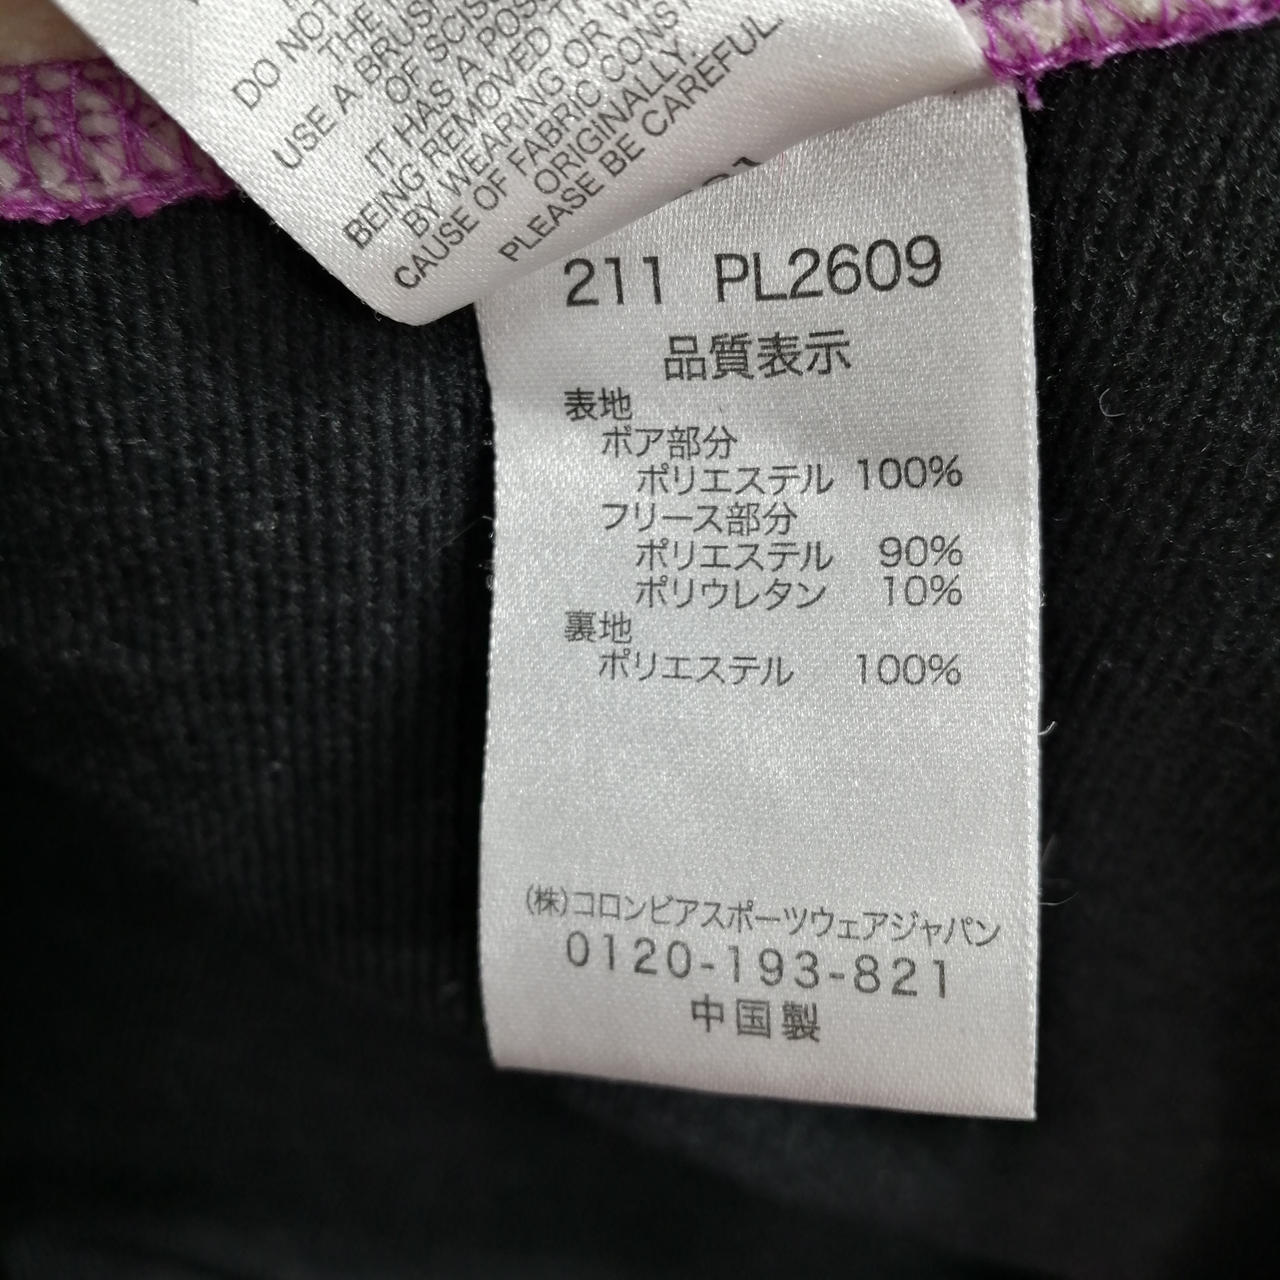 DO NOT
THE
USE A BRUSH
OF SCISS
IT HAS A POSS
BEING REMOVED
BY WEARING OR
CAUSE OF FABRIC CONS
ORIGINALLY.
PLEASE BE CAREFUL.
211 PL2609
品質表示
表地
ボア部分
ポリエステル 100%
フリース部分
ポリエステル 90%
ポリウレタン 10%
裏地
ポリエステル 100%
(株)コロンビアスポーツウェアジャパン
0120-193-821
中国製